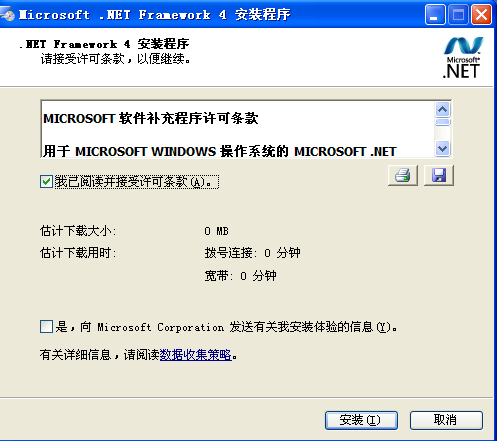 Microsoft .NET Framework 4 安装程序
.NET Framework 4 安装程序
请接受许可条款，以便继续。
Microsoft
.NET
MICROSOFT 软件补充程序许可条款
用于 MICROSOFT WINDOWS 操作系统的 MICROSOFT .NET
我已阅读并接受许可条款(A)。
估计下载大小: 0 MB
估计下载用时: 拨号连接: 0 分钟
宽带: 0 分钟
是，向 Microsoft Corporation 发送有关我安装体验的信息(Y)。
有关详细信息，请阅读数据收集策略。
安装(I) 取消